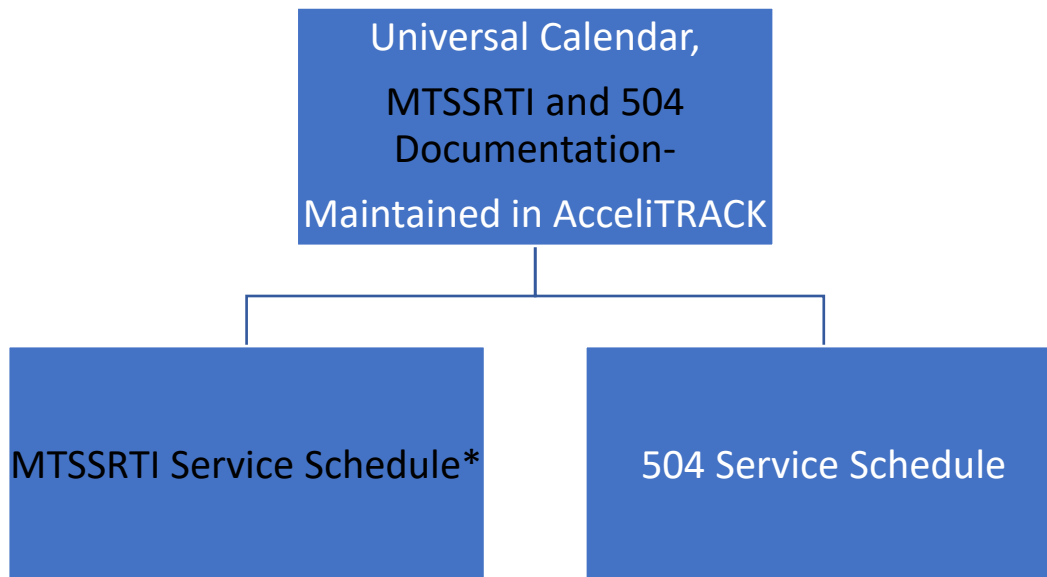 Universal Calendar,
MTSSRTI and 504
Documentation-
Maintained in AcceliTRACK
MTSSRTI Service Schedule*
504 Service Schedule